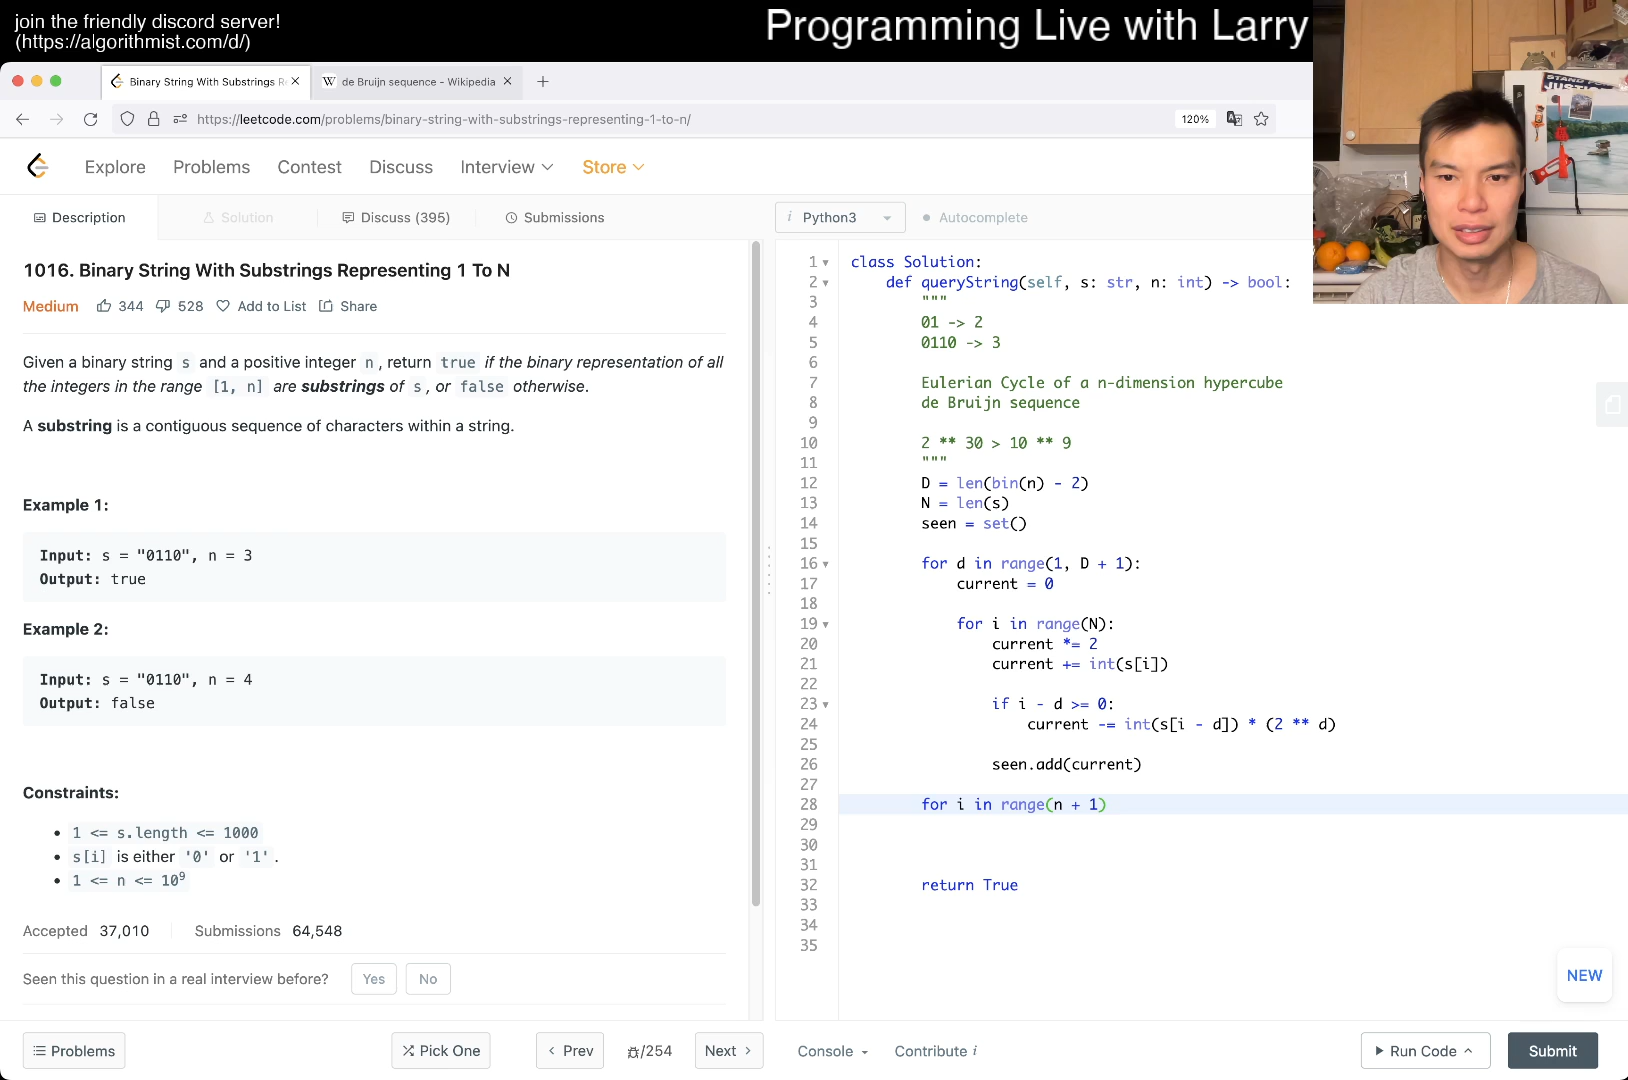 join the friendly discord server!
(https://algorithmist.com/d/)
Programming Live with Larry
Binary String With Substrings R
de Bruijn sequence - Wikipedia
https://leetcode.com/problems/binary-string-with-substrings-representing-1-to-n/
120%
Explore
Problems
Contest
Discuss
Interview
Store
Description
Solution
Discuss (395)
Submissions
i Python3
Autocomplete
1016. Binary String With Substrings Representing 1 To N
Medium
344
528
Add to List
Share
Given a binary string s and a positive integer n, return true if the binary representation of all
the integers in the range [1, n] are substrings of s, or false otherwise.
A substring is a contiguous sequence of characters within a string.
Example 1:
Input: s = "0110", n = 3
Output: true
Example 2:
Input: s = "0110", n = 4
Output: false
Constraints:
• 1 <= s.length <= 1000
• s[i] is either '0' or '1'.
• 1 <= n <= 10⁹
Accepted 37,010
Submissions 64,548
Seen this question in a real interview before?
Yes
No
Problems
Pick One
< Prev
/254
Next >
1 class Solution:
2 def queryString(self, s: str, n: int) -> bool:
3 """
4 01 -> 2
5 0110 -> 3
6
7 Eulerian Cycle of a n-dimension hypercube
8 de Bruijn sequence
9
10 2 ** 30 > 10 ** 9
11 """
12 D = len(bin(n) - 2)
13 N = len(s)
14 seen = set()
15
16 for d in range(1, D + 1):
17 current = 0
18
19 for i in range(N):
20 current *= 2
21 current += int(s[i])
22
23 if i - d >= 0:
24 current -= int(s[i - d]) * (2 ** d)
25
26 seen.add(current)
27
28 for i in range(n + 1)
29
30
31
32 return True
33
34
35
NEW
Console
Contribute i
Run Code
Submit